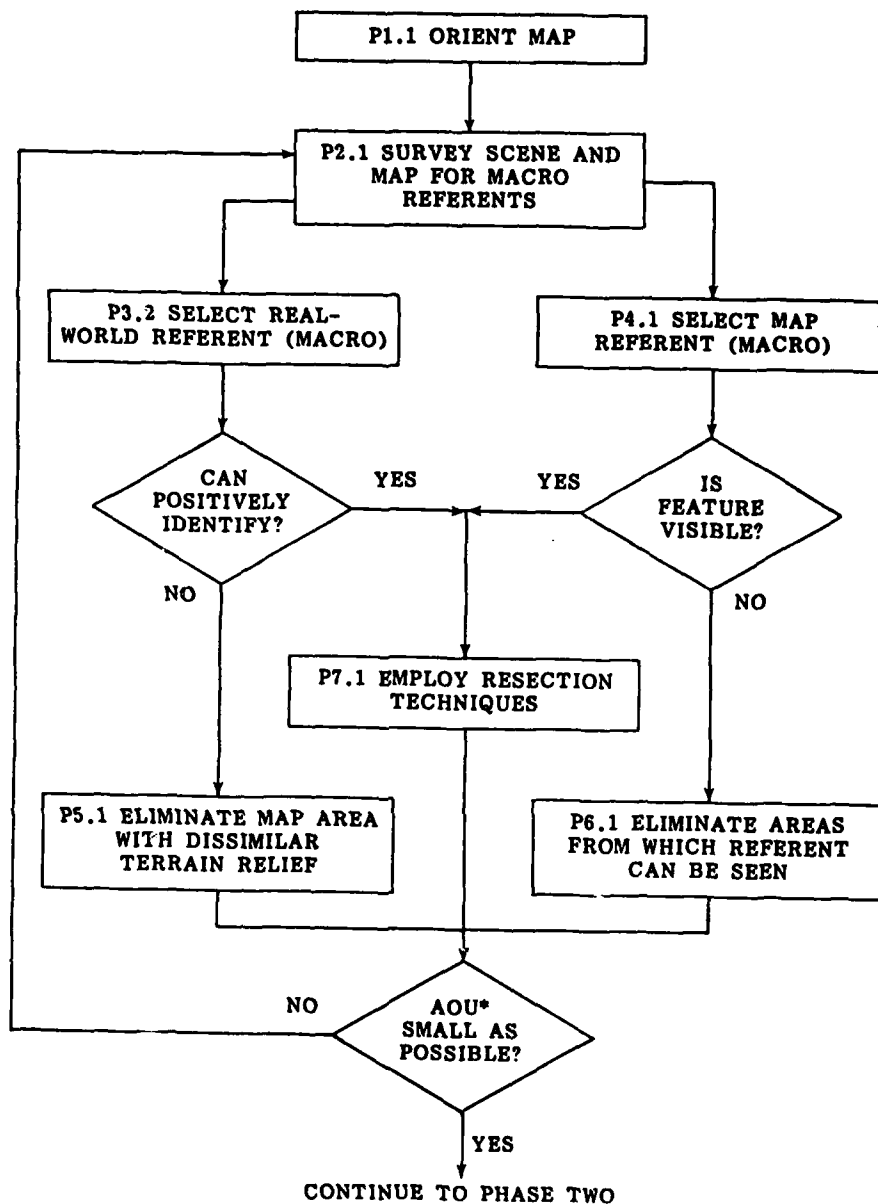 P1.1 ORIENT MAP
P2.1 SURVEY SCENE AND
MAP FOR MACRO
REFERENTS
P3.2 SELECT REAL-
WORLD REFERENT (MACRO)
P4.1 SELECT MAP
REFERENT (MACRO)
CAN
POSITIVELY
IDENTIFY?
YES
YES
IS
FEATURE
VISIBLE?
NO
NO
P7.1 EMPLOY RESECTION
TECHNIQUES
P5.1 ELIMINATE MAP AREA
WITH DISSIMILAR
TERRAIN RELIEF
P6.1 ELIMINATE AREAS
FROM WHICH REFERENT
CAN BE SEEN
NO
AOU*
SMALL AS
POSSIBLE?
YES
CONTINUE TO PHASE TWO